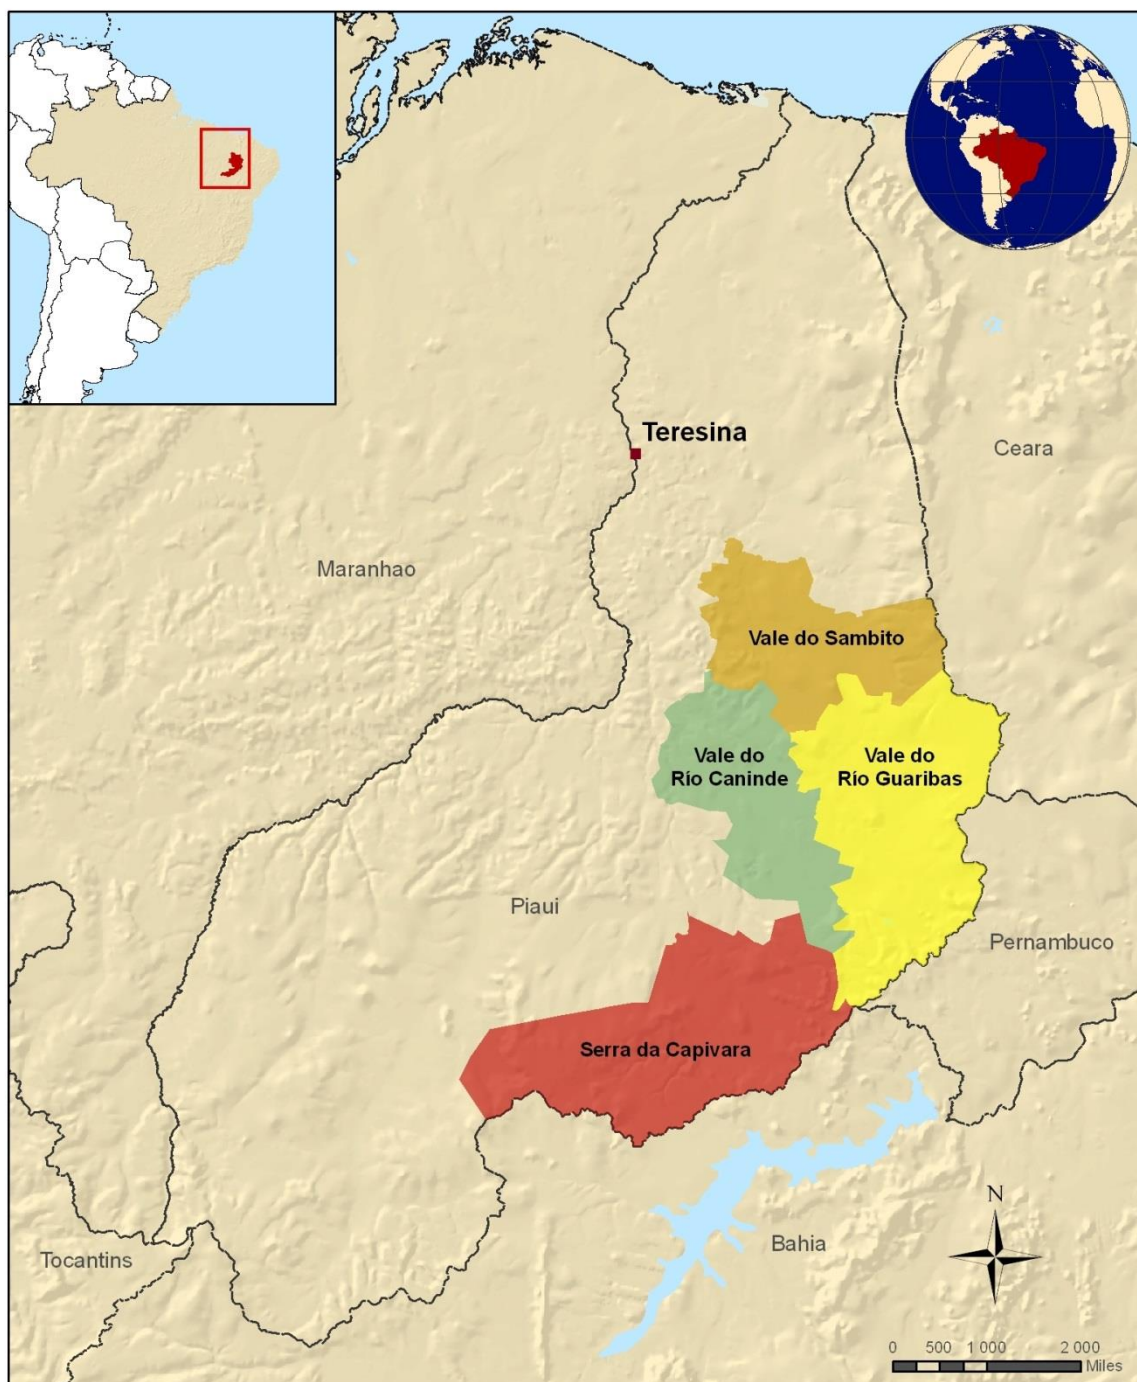 Teresina
Ceara
Maranhao
Vale do Sambito
Vale do
Río Caninde
Vale do
Río Guaribas
Piaui
Pernambuco
Serra da Capivara
N
Bahia
Tocantins
0 500 1 000 2 000
Miles